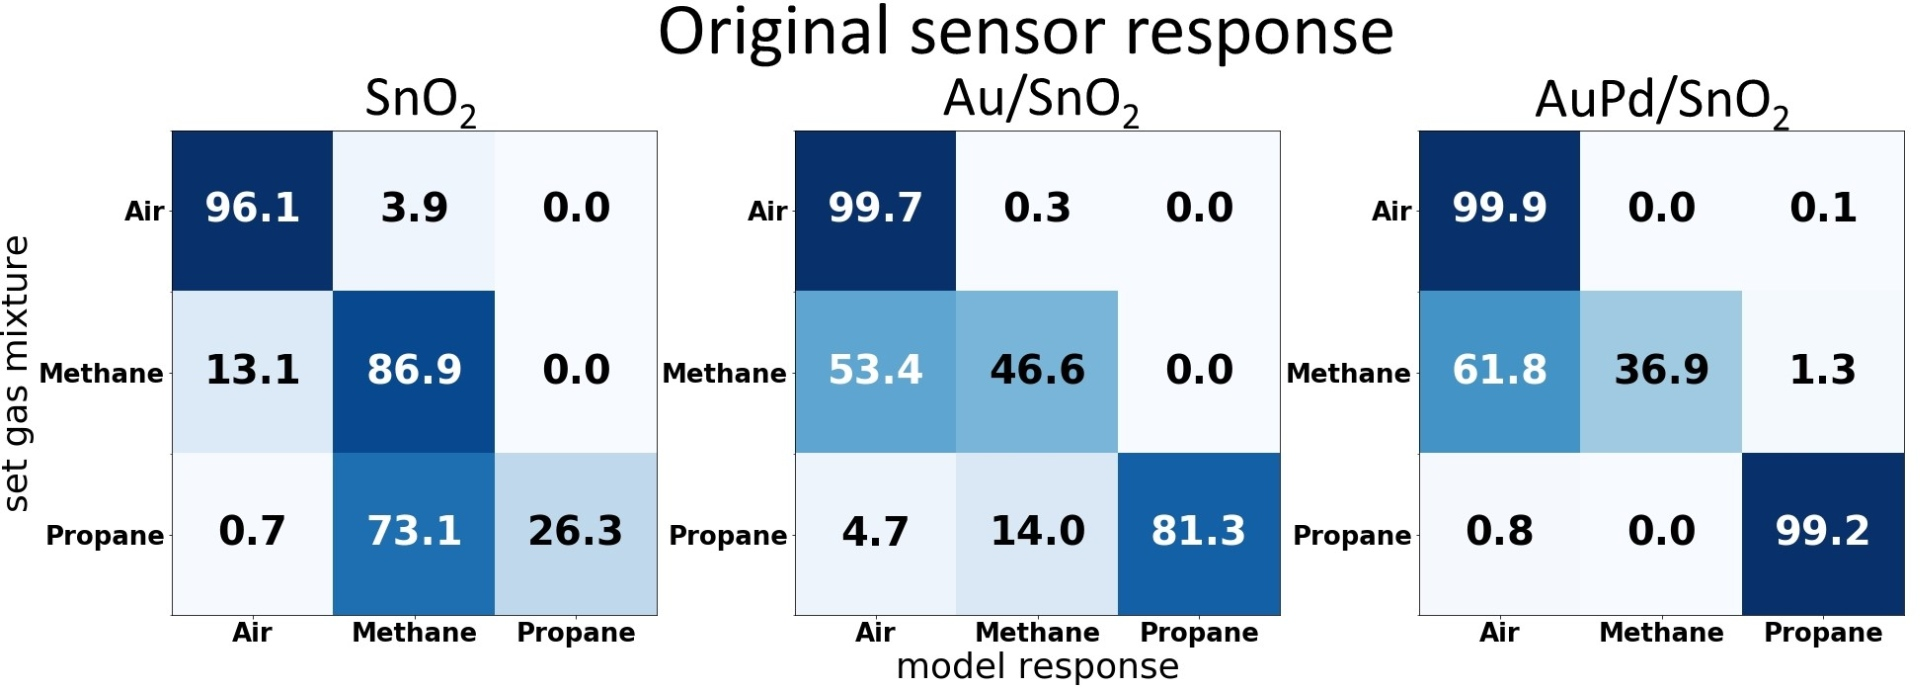 Original sensor response
SnO₂ Au/SnO₂ AuPd/SnO₂
set gas mixture
Air 96.1 3.9 0.0 Air 99.7 0.3 0.0 Air 99.9 0.0 0.1
Methane 13.1 86.9 0.0 Methane 53.4 46.6 0.0 Methane 61.8 36.9 1.3
Propane 0.7 73.1 26.3 Propane 4.7 14.0 81.3 Propane 0.8 0.0 99.2
Air Methane Propane Air Methane Propane Air Methane Propane
model response